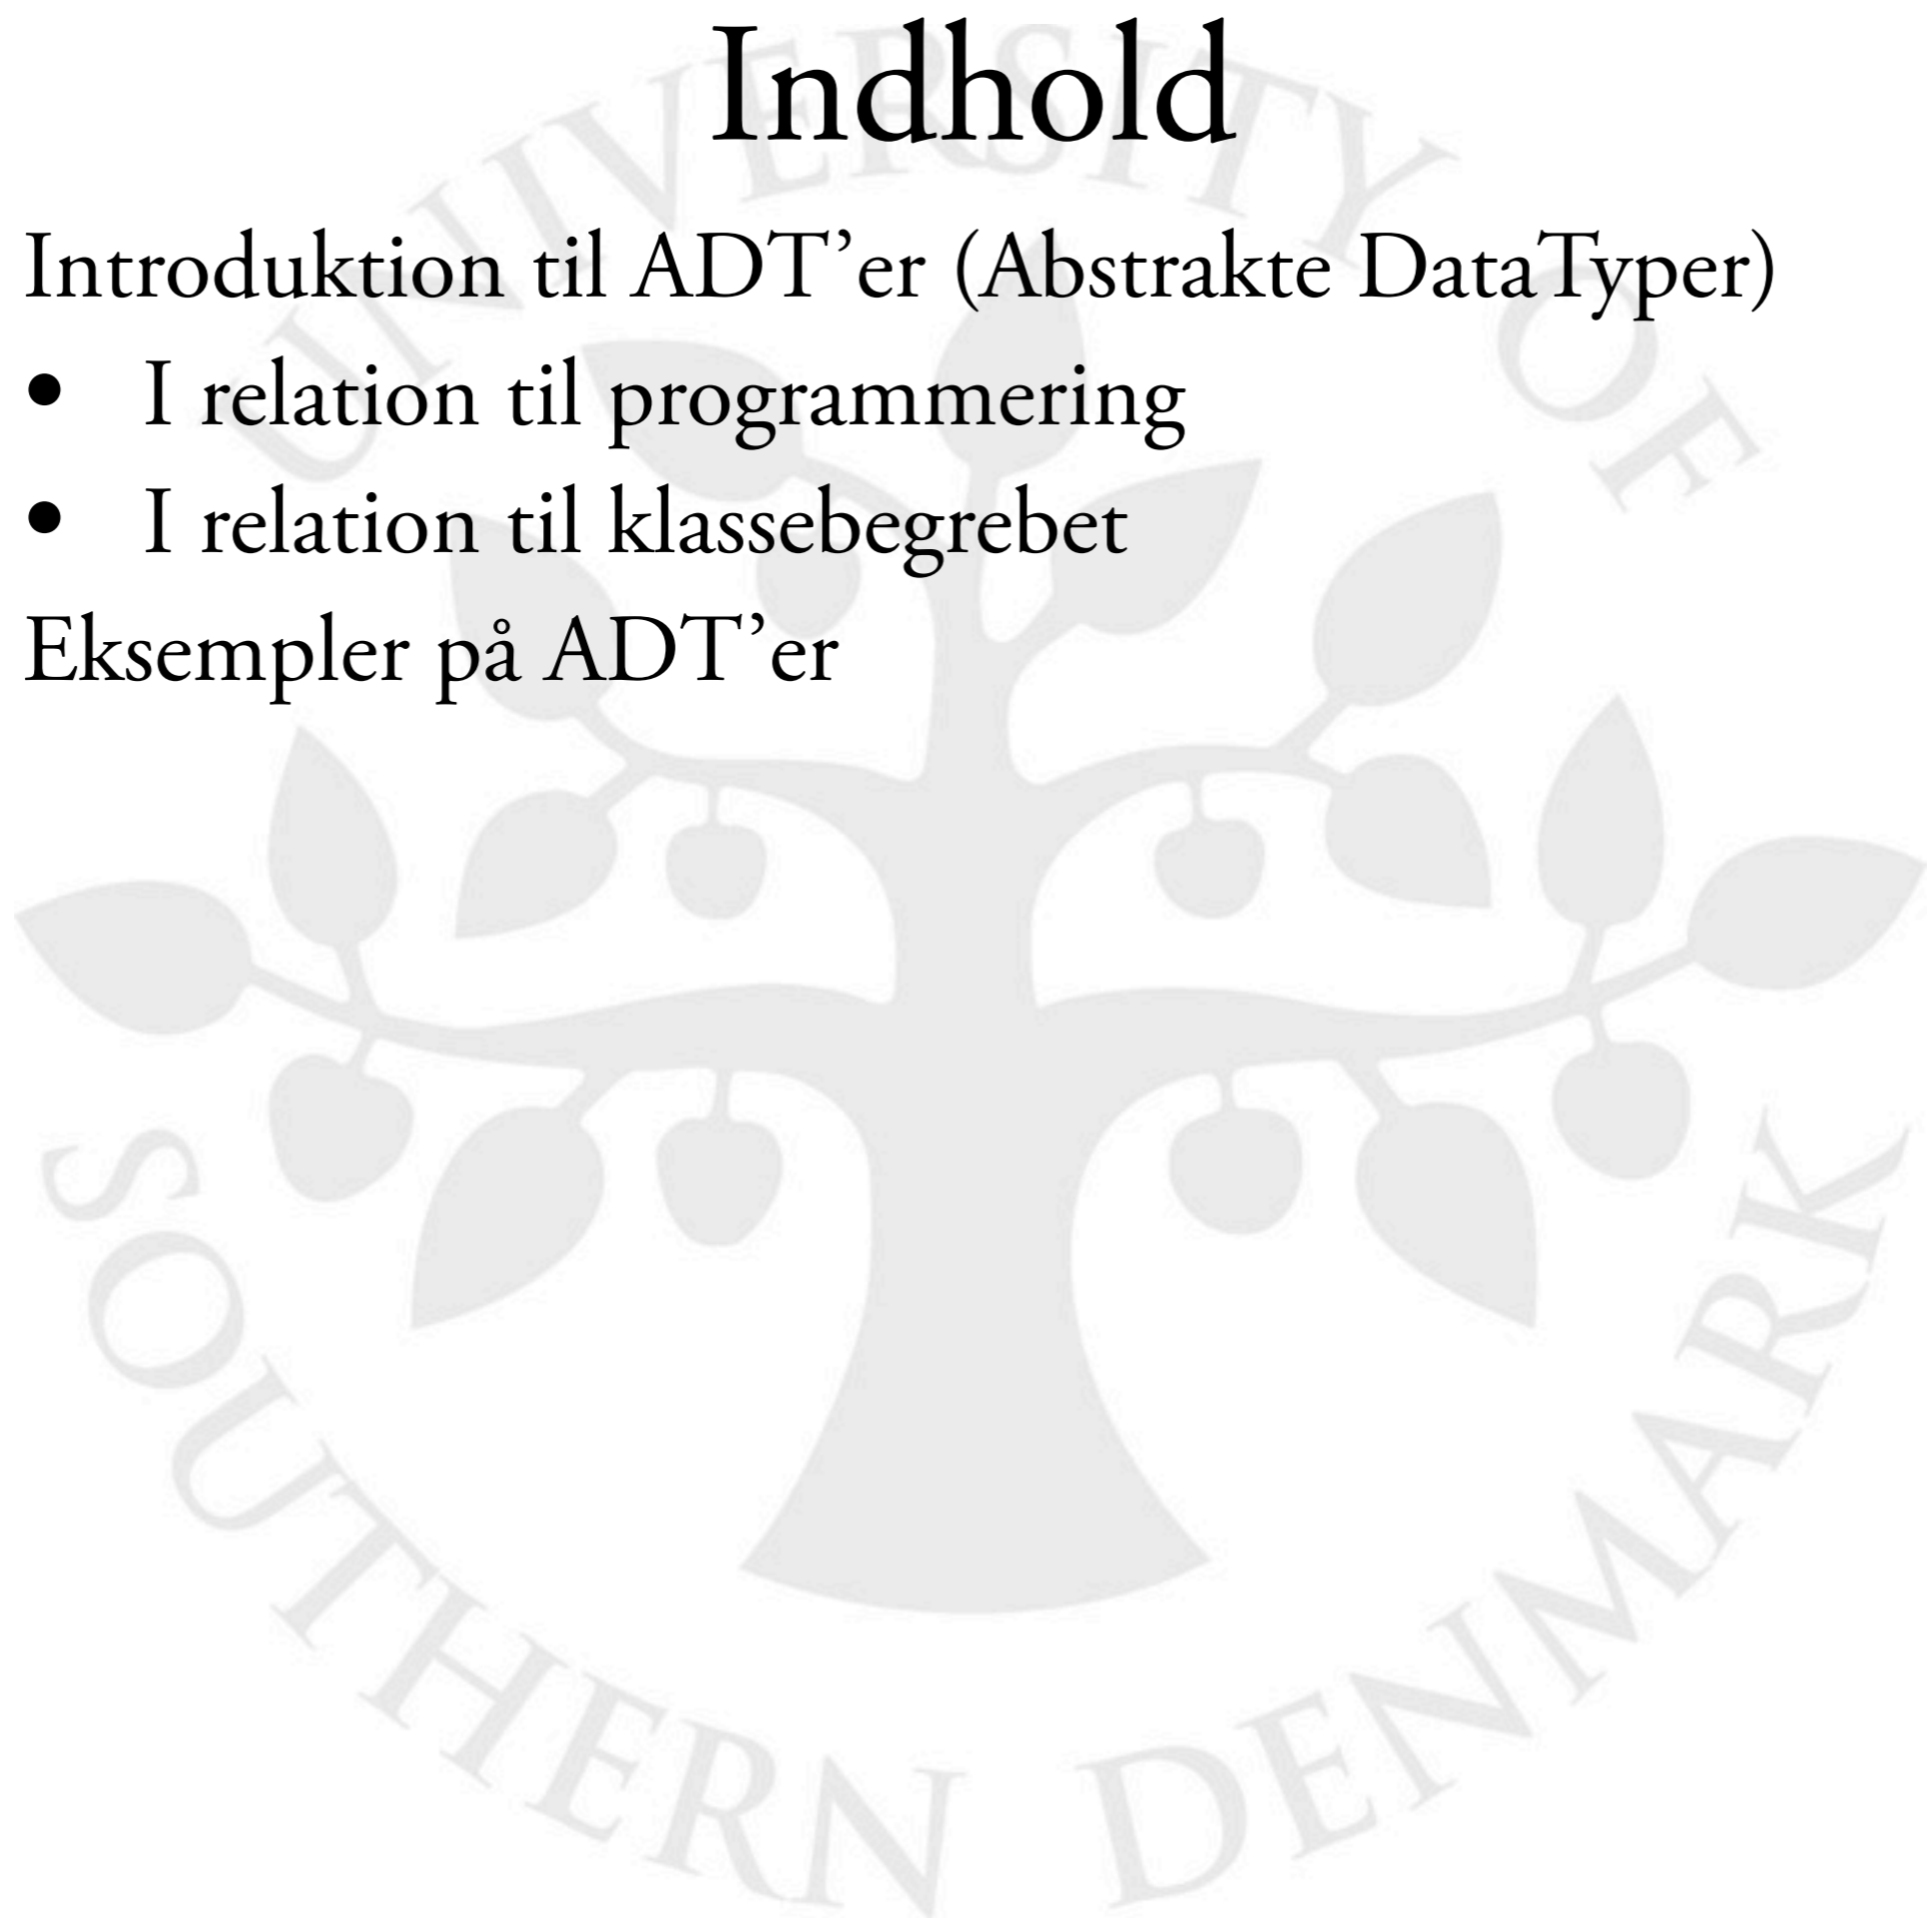 Indhold
Introduktion til ADT’er (Abstrakte DataTyper)
• I relation til programmering
• I relation til klassebegrebet
Eksempler på ADT’er
UNIVERSITY OF
SOUTHERN DENMARK